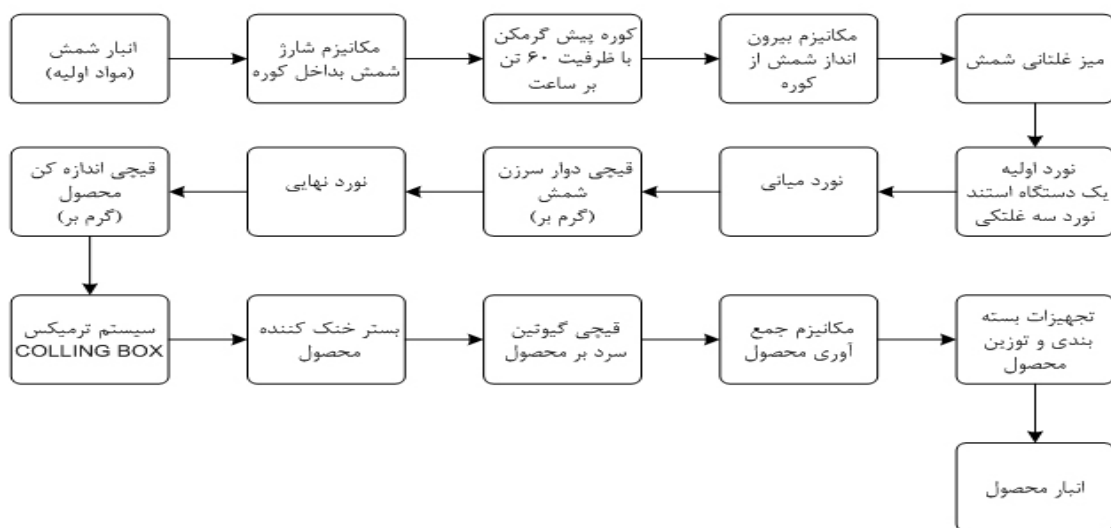 انبار شمش
(مواد اولیه)
مکانیزم شارژ
شمش بداخل کوره
کوره پیش گرمکن
با ظرفیت ۶۰ تن
بر ساعت
مکانیزم بیرون
انداز شمش از
کوره
میز غلتانی شمش
نورد اولیه
یک دستگاه استند
نورد سه غلتکی
نورد میانی
قیچی دوار سرزن
شمش
(گرم بر)
نورد نهایی
قیچی اندازه کن
محصول
(گرم بر)
سیستم ترمیکس
COLLING BOX
بستر خنک کننده
محصول
قیچی گیوتین
سرد بر محصول
مکانیزم جمع
آوری محصول
تجهیزات بسته
بندی و توزین
محصول
انبار محصول